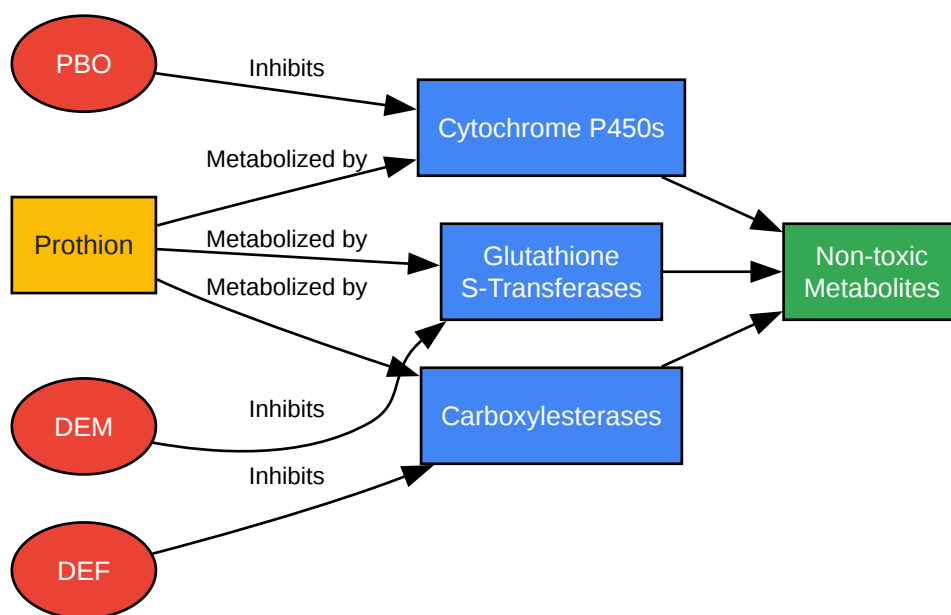 PBO
Inhibits
Cytochrome P450s
Metabolized by
Prothion
Metabolized by
Glutathione
S-Transferases
Non-toxic
Metabolites
Metabolized by
DEM
Inhibits
Carboxylesterases
Inhibits
DEF